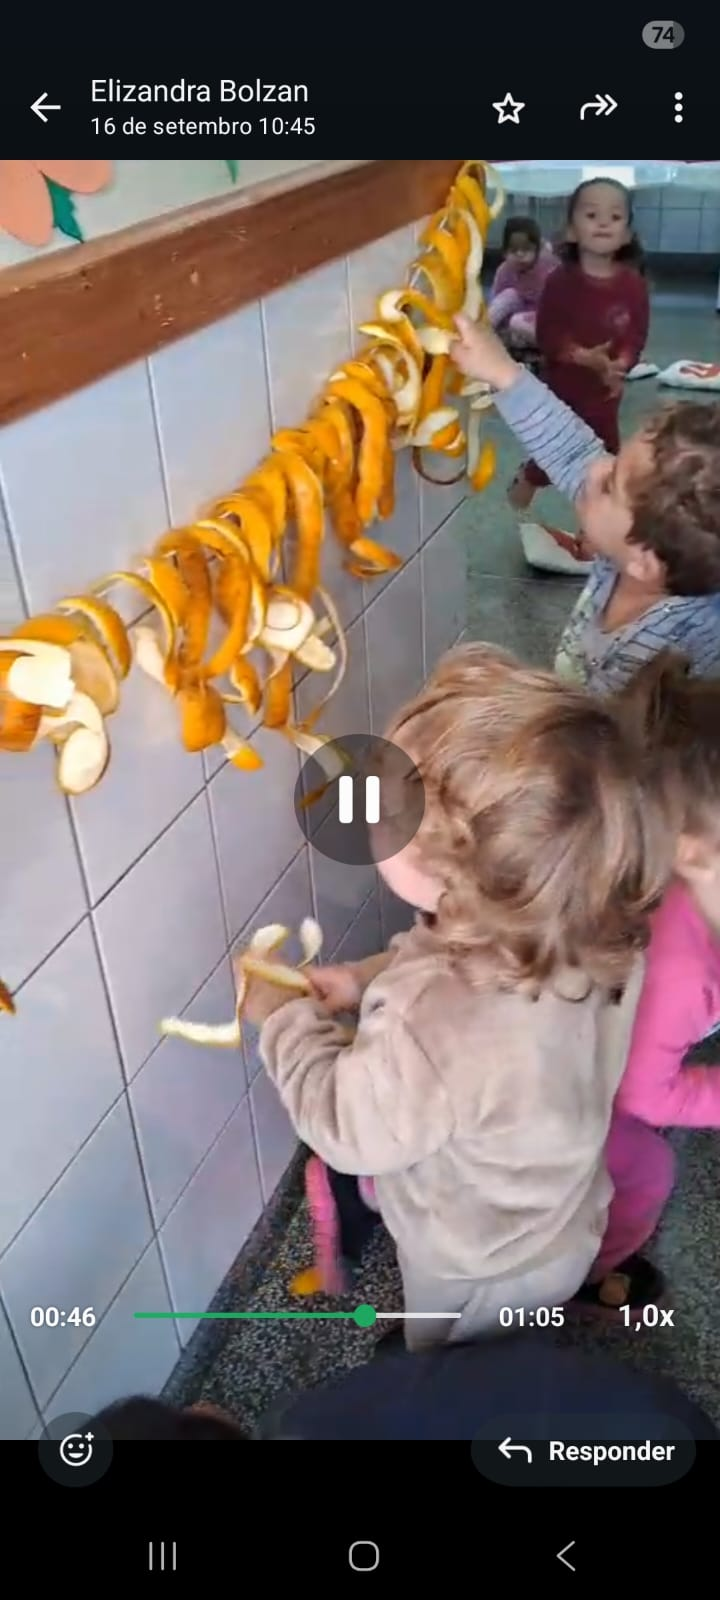 74
Elizandra Bolzan
16 de setembro 10:45
00:46
01:05
1,0x
Responder